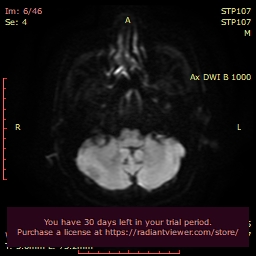 Im: 6/46
Se: 4
A
STP107
STP107
M
Ax DWI B 1000
R
L
You have 30 days left in your trial period.
Purchase a license at https://radiantviewer.com/store/